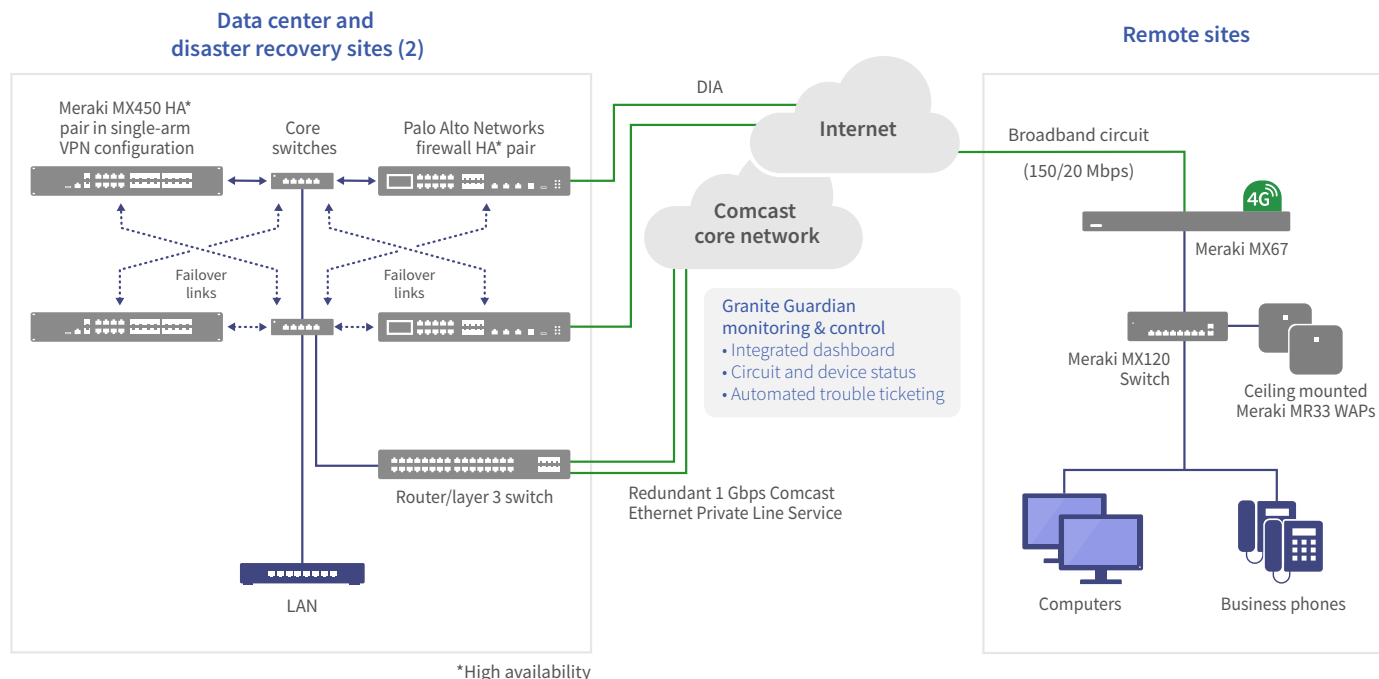 Data center and
disaster recovery sites (2)
Remote sites
Meraki MX450 HA*
pair in single-arm
VPN configuration
Core
switches
Palo Alto Networks
firewall HA* pair
DIA
Internet
Broadband circuit
(150/20 Mbps)
4G
Comcast
core network
Meraki MX67
Failover
links
Failover
links
Granite Guardian
monitoring & control
• Integrated dashboard
• Circuit and device status
• Automated trouble ticketing
Meraki MX120
Switch
Ceiling mounted
Meraki MR33 WAPs
Router/layer 3 switch
Redundant 1 Gbps Comcast
Ethernet Private Line Service
LAN
Computers
Business phones
*High availability